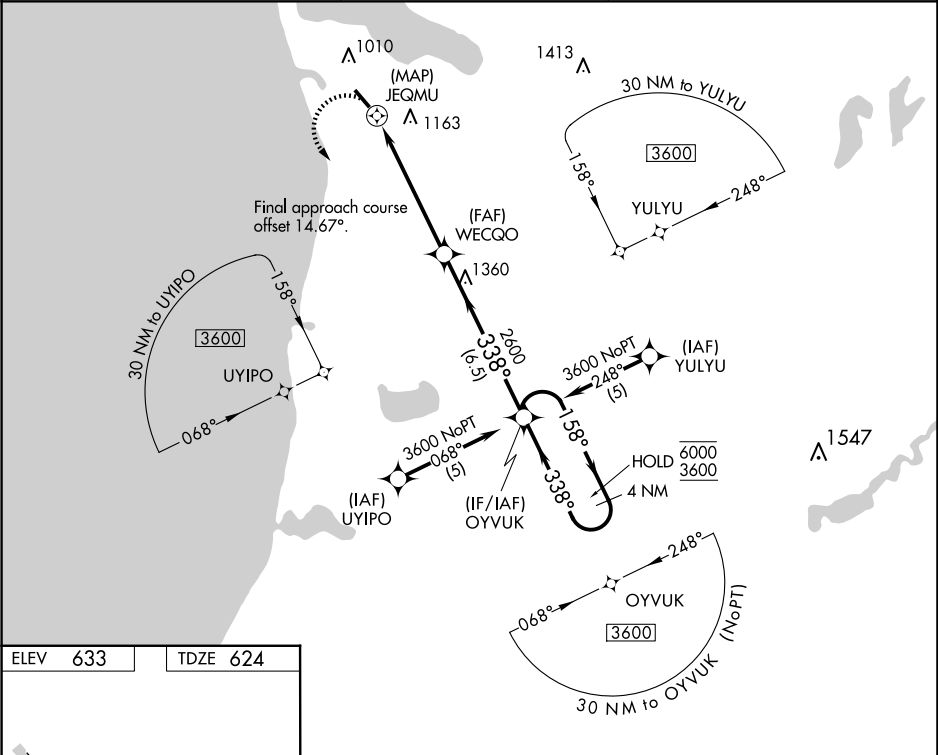 1010
1413
(MAP)
JEQMU
1163
30 NM to YULYU
3600
158°
248°
YULYU
Final approach course
offset 14.67°.
(FAF)
WECQO
1360
30 NM to UYIPO
158°
3600
UYIPO
068°
2600
338°
(6.5)
3600 NoPT
248°
(5)
(IAF)
YULYU
3600 NoPT
068°
(5)
158°
338°
HOLD
6000
3600
4 NM
1547
(IAF)
UYIPO
(IF/IAF)
OYVUK
248°
068°
OYVUK
3600
30 NM to OYVUK (NoPT)
ELEV 633
TDZE 624